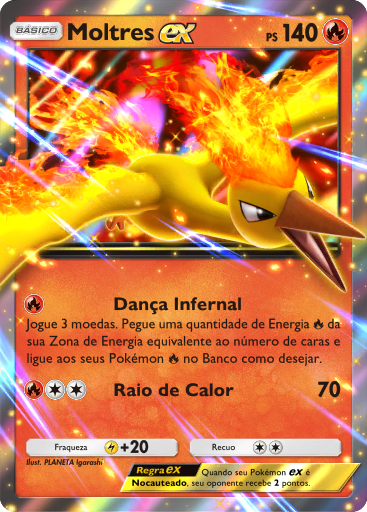 BÁSICO Moltres ex PS 140
Dança Infernal
Jogue 3 moedas. Pegue uma quantidade de Energia da
sua Zona de Energia equivalente ao número de caras e
ligue aos seus Pokémon no Banco como desejar.
Raio de Calor 70
Fraqueza +20 Recuo
Ilust. PLANETA Igarashi
Regra ex Quando seu Pokémon ex é
Nocauteado, seu oponente recebe 2 pontos.